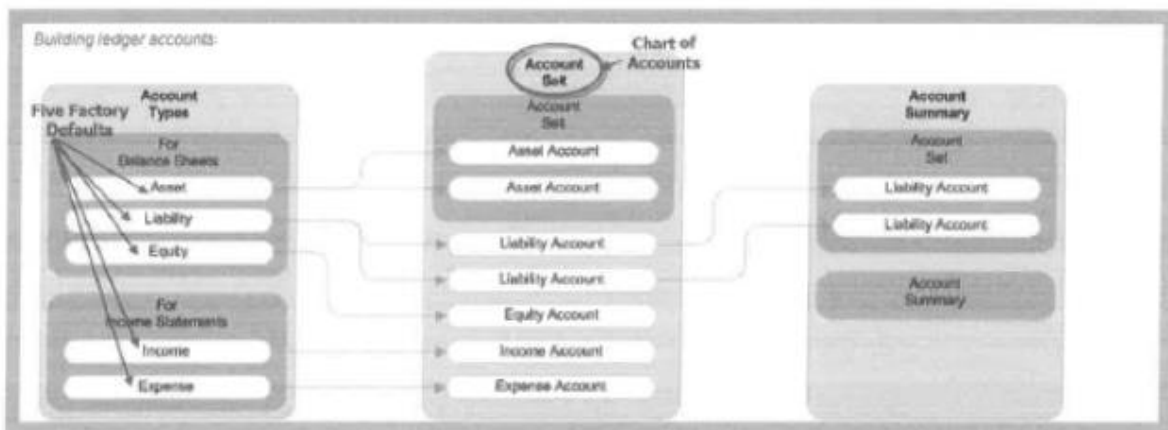 Building ledger accounts:
Five Factory
Defaults
Account
Types
For
Balance Sheets
Asset
Liability
Equity
For
Income Statements
Income
Expense
Chart of
Accounts
Account
Set
Account
Set
Asset Account
Asset Account
Liability Account
Liability Account
Equity Account
Income Account
Expense Account
Account
Summary
Account
Set
Liability Account
Liability Account
Account
Summary